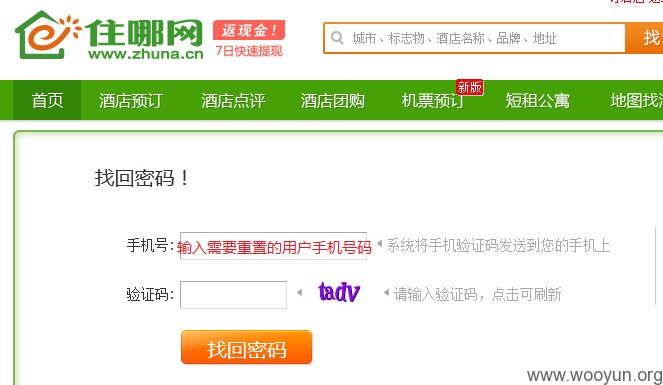 住哪网
www.zhuna.cn
返现金!
7日快速提现
城市、标志物、酒店名称、品牌、地址
找
首页 酒店预订 酒店点评 酒店团购 机票预订 新版 短租公寓 地图找
找回密码！
手机号: 输入需要重置的用户手机号码 系统将手机验证码发送到您的手机上
验证码: tadv 请输入验证码，点击可刷新
找回密码
www.wooyun.org